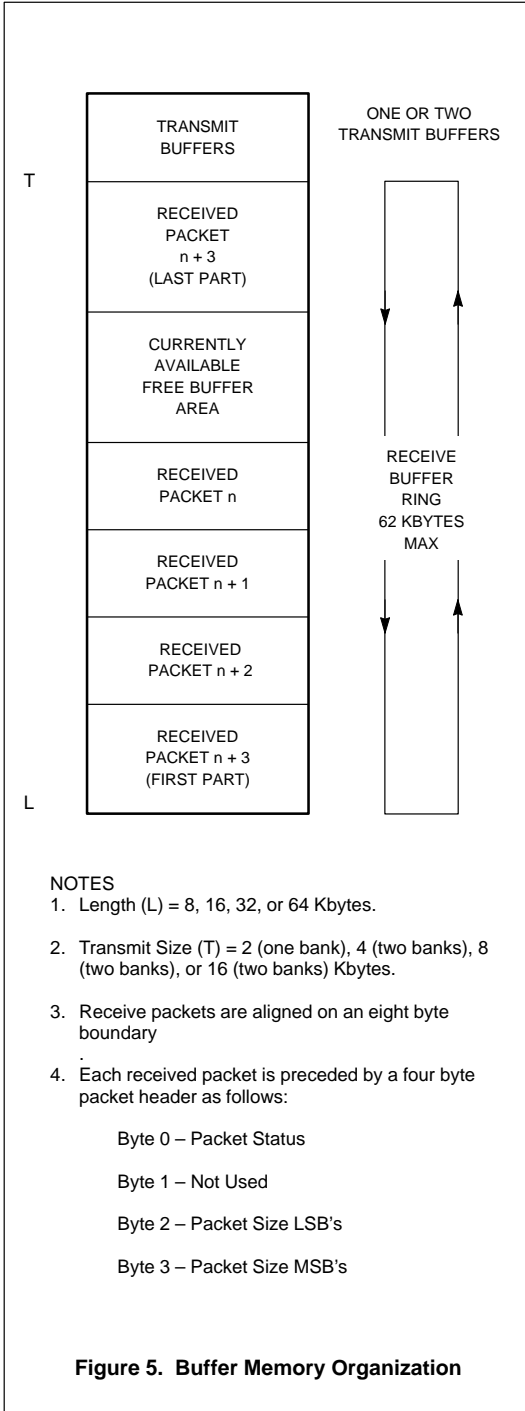 TRANSMIT
BUFFERS
ONE OR TWO
TRANSMIT BUFFERS
T
RECEIVED
PACKET
n + 3
(LAST PART)
CURRENTLY
AVAILABLE
FREE BUFFER
AREA
RECEIVED
PACKET n
RECEIVE
BUFFER
RING
62 KBYTES
MAX
RECEIVED
PACKET n + 1
RECEIVED
PACKET n + 2
RECEIVED
PACKET n + 3
(FIRST PART)
L
NOTES
1. Length (L) = 8, 16, 32, or 64 Kbytes.
2. Transmit Size (T) = 2 (one bank), 4 (two banks), 8
(two banks), or 16 (two banks) Kbytes.
3. Receive packets are aligned on an eight byte
boundary
.
4. Each received packet is preceded by a four byte
packet header as follows:
Byte 0 – Packet Status
Byte 1 – Not Used
Byte 2 – Packet Size LSB's
Byte 3 – Packet Size MSB's
Figure 5. Buffer Memory Organization